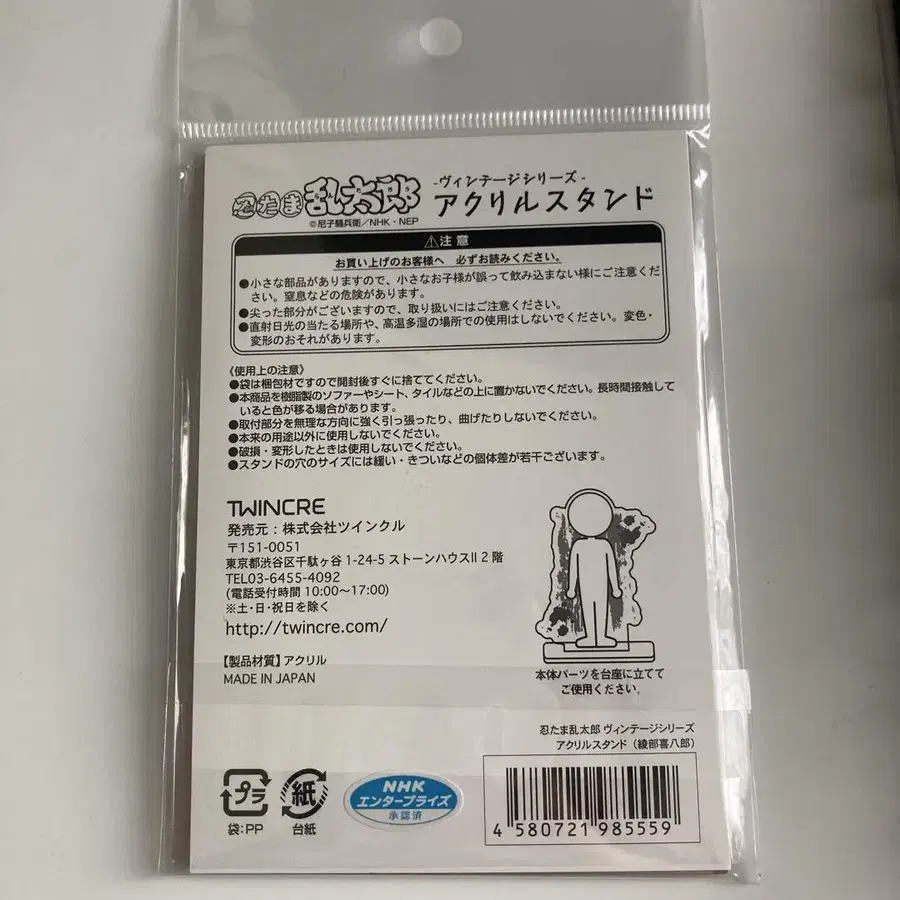 忍たま乱太郎
-ヴィンテージシリーズ-
アクリルスタンド
©尼子騒兵衛／NHK・NEP
⚠注意
お買い上げのお客様へ 必ずお読みください。
●小さな部品がありますので、小さなお子様が誤って飲み込まない様にご注意くだ
さい。窒息などの危険があります。
●尖った部分がございますので、取り扱いにはご注意ください。
●直射日光の当たる場所や、高温多湿の場所での使用はしないでください。変色・
変形のおそれがあります。
《使用上の注意》
●袋は梱包材ですので開封後すぐに捨ててください。
●本商品を樹脂製のソファーやシート、タイルなどの上に置かないでください。長時間接触して
いると色が移る場合があります。
●取付部分を無理な方向に強く引っ張ったり、曲げたりしないでください。
●本来の用途以外に使用しないでください。
●破損・変形したときは使用しないでください。
●スタンドの穴のサイズには緩い・きついなどの個体差が若干ございます。
TWINCRE
発売元：株式会社ツインクル
〒151-0051
東京都渋谷区千駄ヶ谷 1-24-5 ストーンハウスII 2 階
TEL03-6455-4092
(電話受付時間 10:00〜17:00)
※土・日・祝日を除く
http://twincre.com/
【製品材質】アクリル
MADE IN JAPAN
本体パーツを台座に立てて
ご使用ください。
忍たま乱太郎 ヴィンテージシリーズ
アクリルスタンド（綾部喜八郎）
プラ
袋:PP
紙
台紙
NHK
エンタープライズ
承認済
4 580721 985559